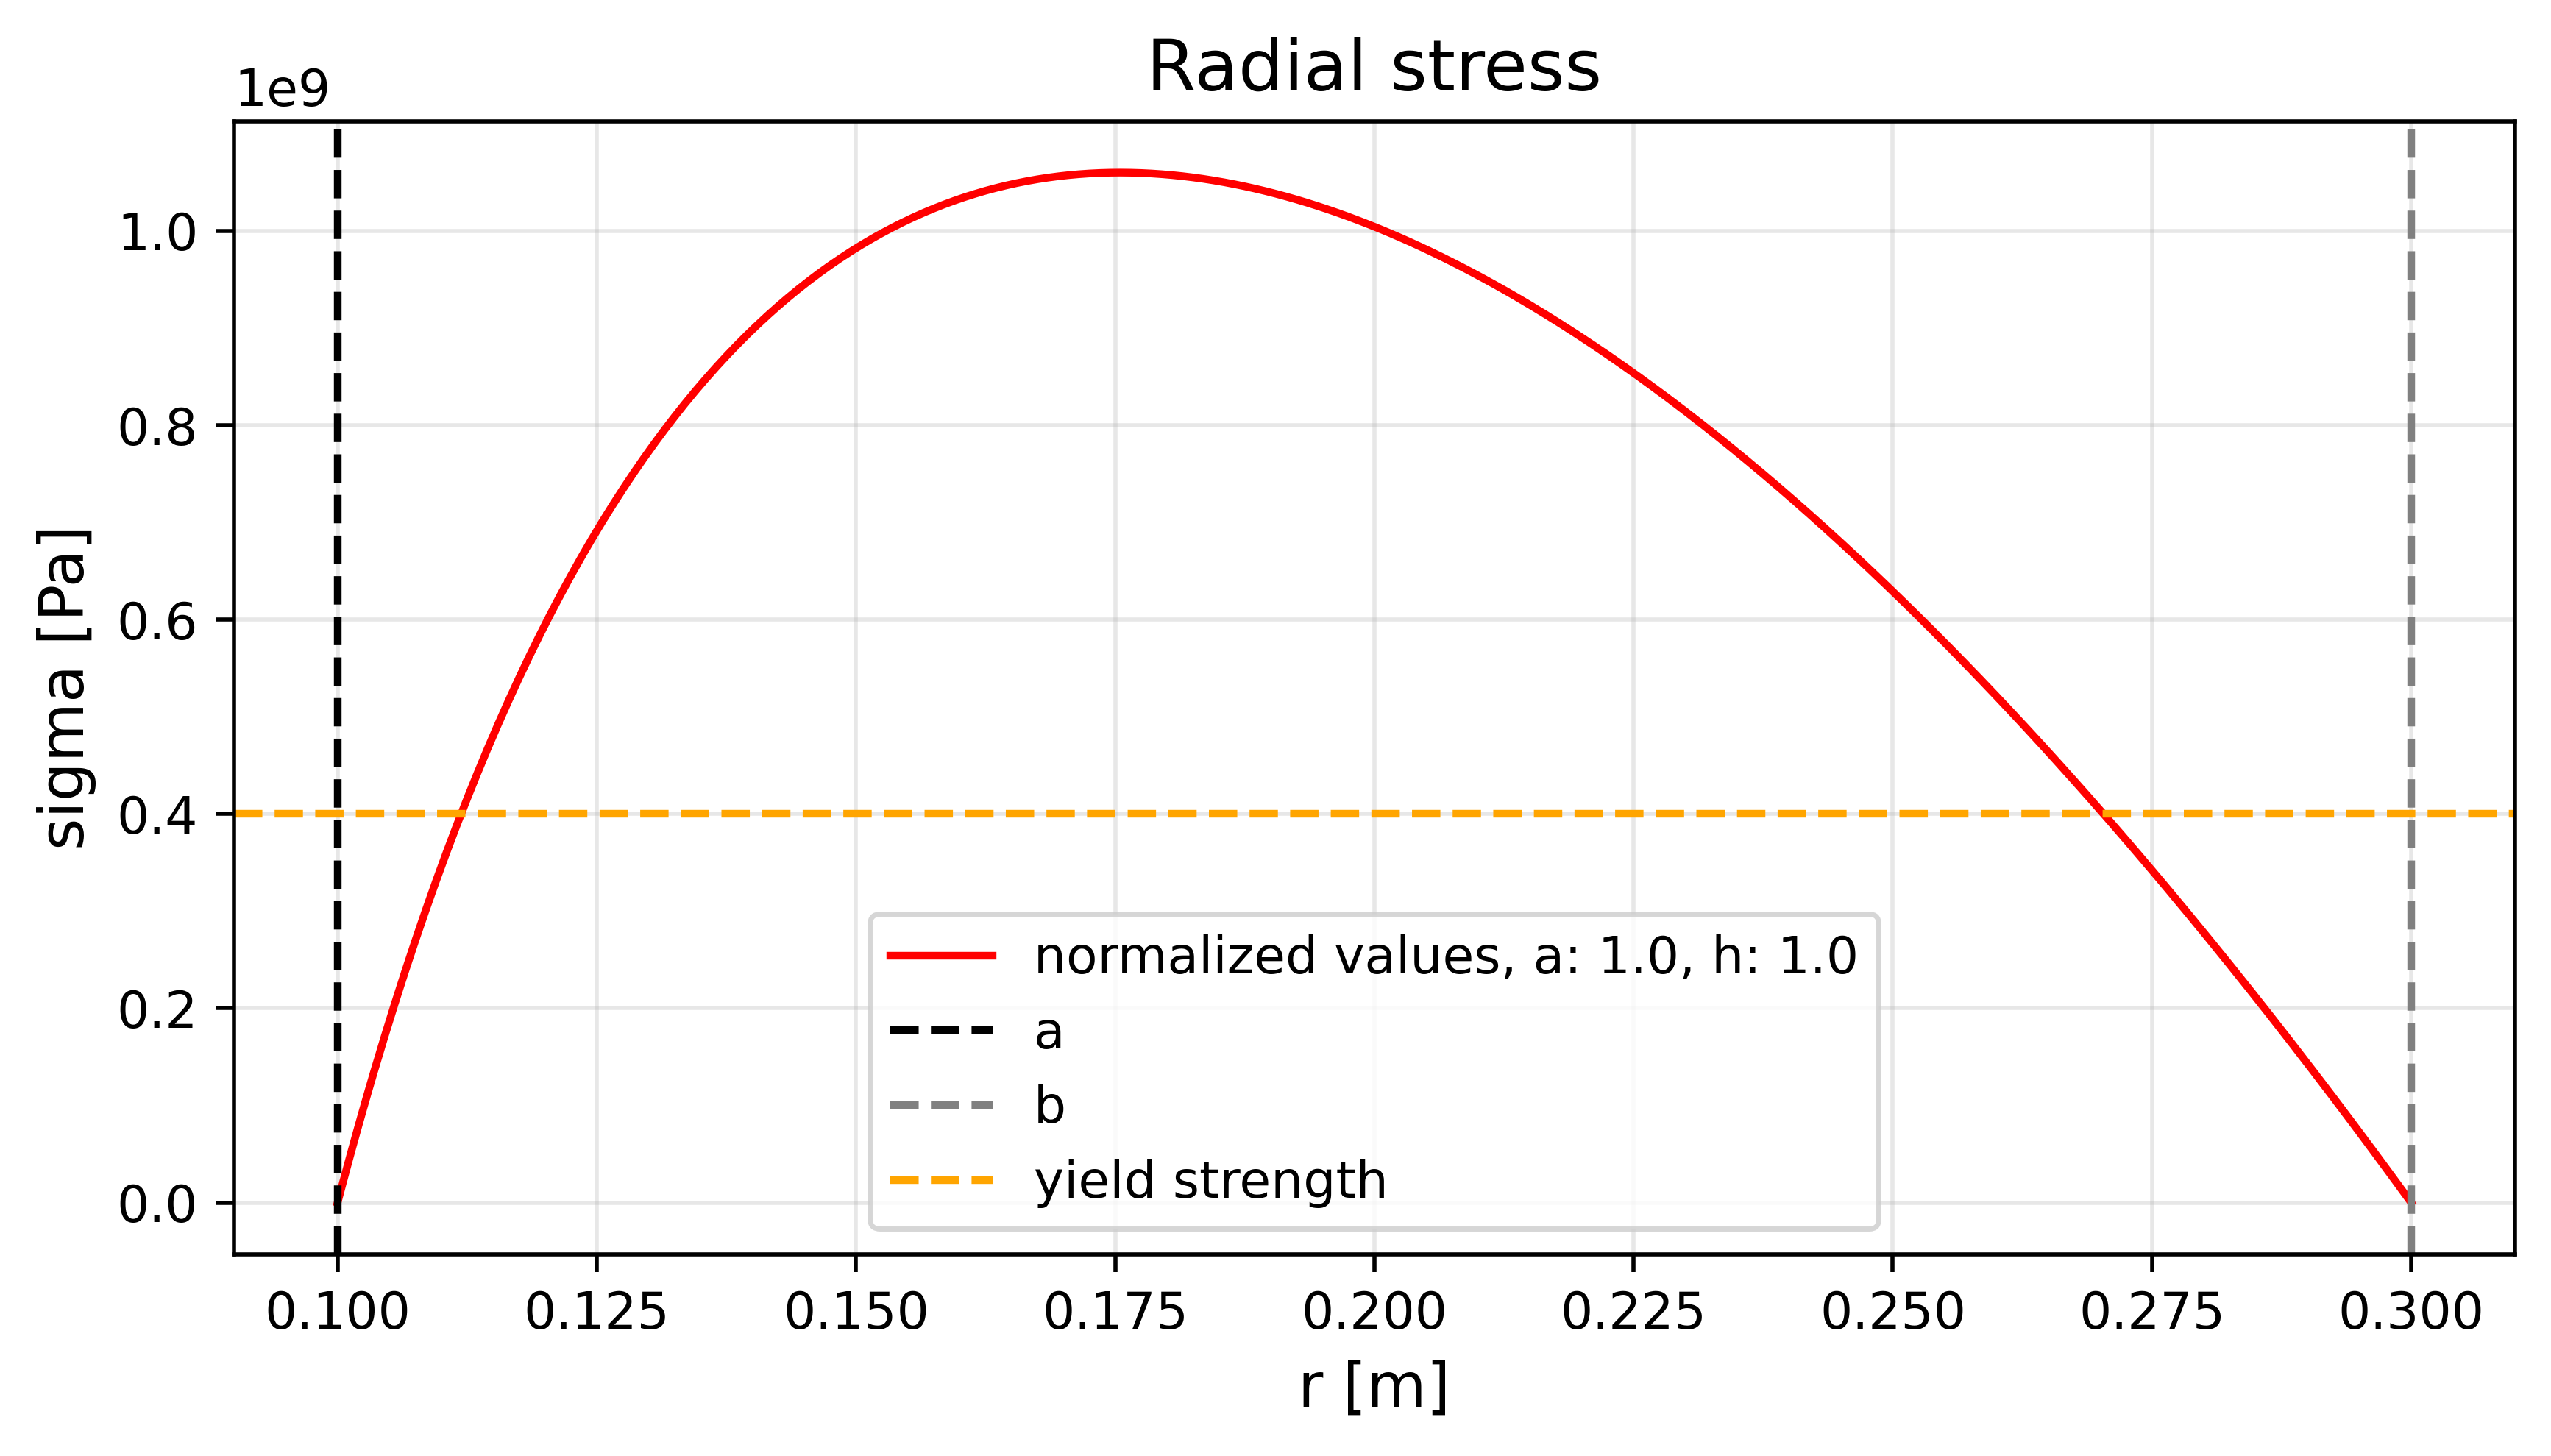 Radial stress
1e9
1.0
0.8
0.6
0.4
0.2
0.0
sigma [Pa]
normalized values, a: 1.0, h: 1.0
a
b
yield strength
0.100 0.125 0.150 0.175 0.200 0.225 0.250 0.275 0.300
r [m]